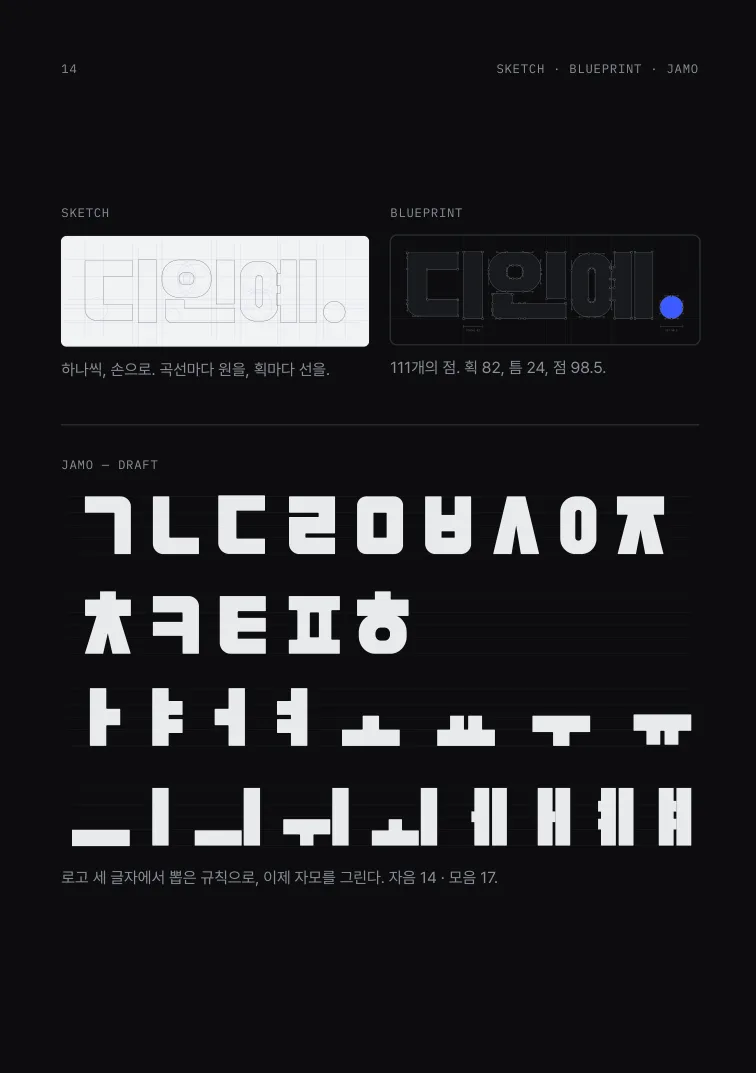 14
SKETCH · BLUEPRINT · JAMO
SKETCH
BLUEPRINT
디인예.
디인예.
하나씩, 손으로. 곡선마다 원을, 획마다 선을.
111개의 점. 획 82, 틈 24, 점 98.5.
JAMO — DRAFT
ㄱㄴㄷㄹㅁㅂㅅㅇㅈ
ㅊㅋㅌㅍㅎ
ㅏㅑㅓㅕㅗㅛㅜㅠ
ㅡㅣㅢㅟㅚㅔㅐㅖㅒ
로고 세 글자에서 뽑은 규칙으로, 이제 자모를 그린다. 자음 14 · 모음 17.